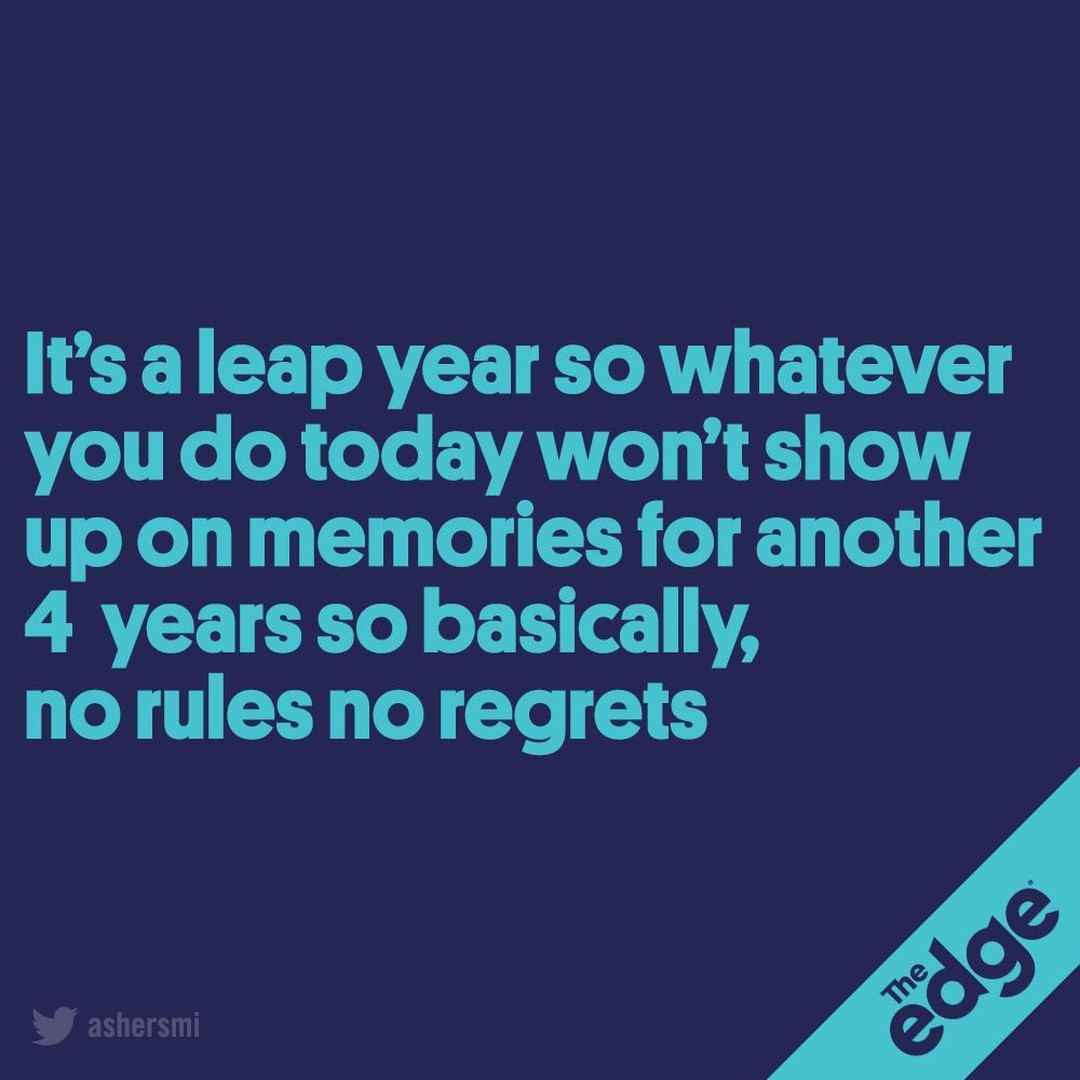 It's a leap year so whatever
you do today won't show
up on memories for another
4  years so basically,
no rules no regrets
The
edge
ashersmi